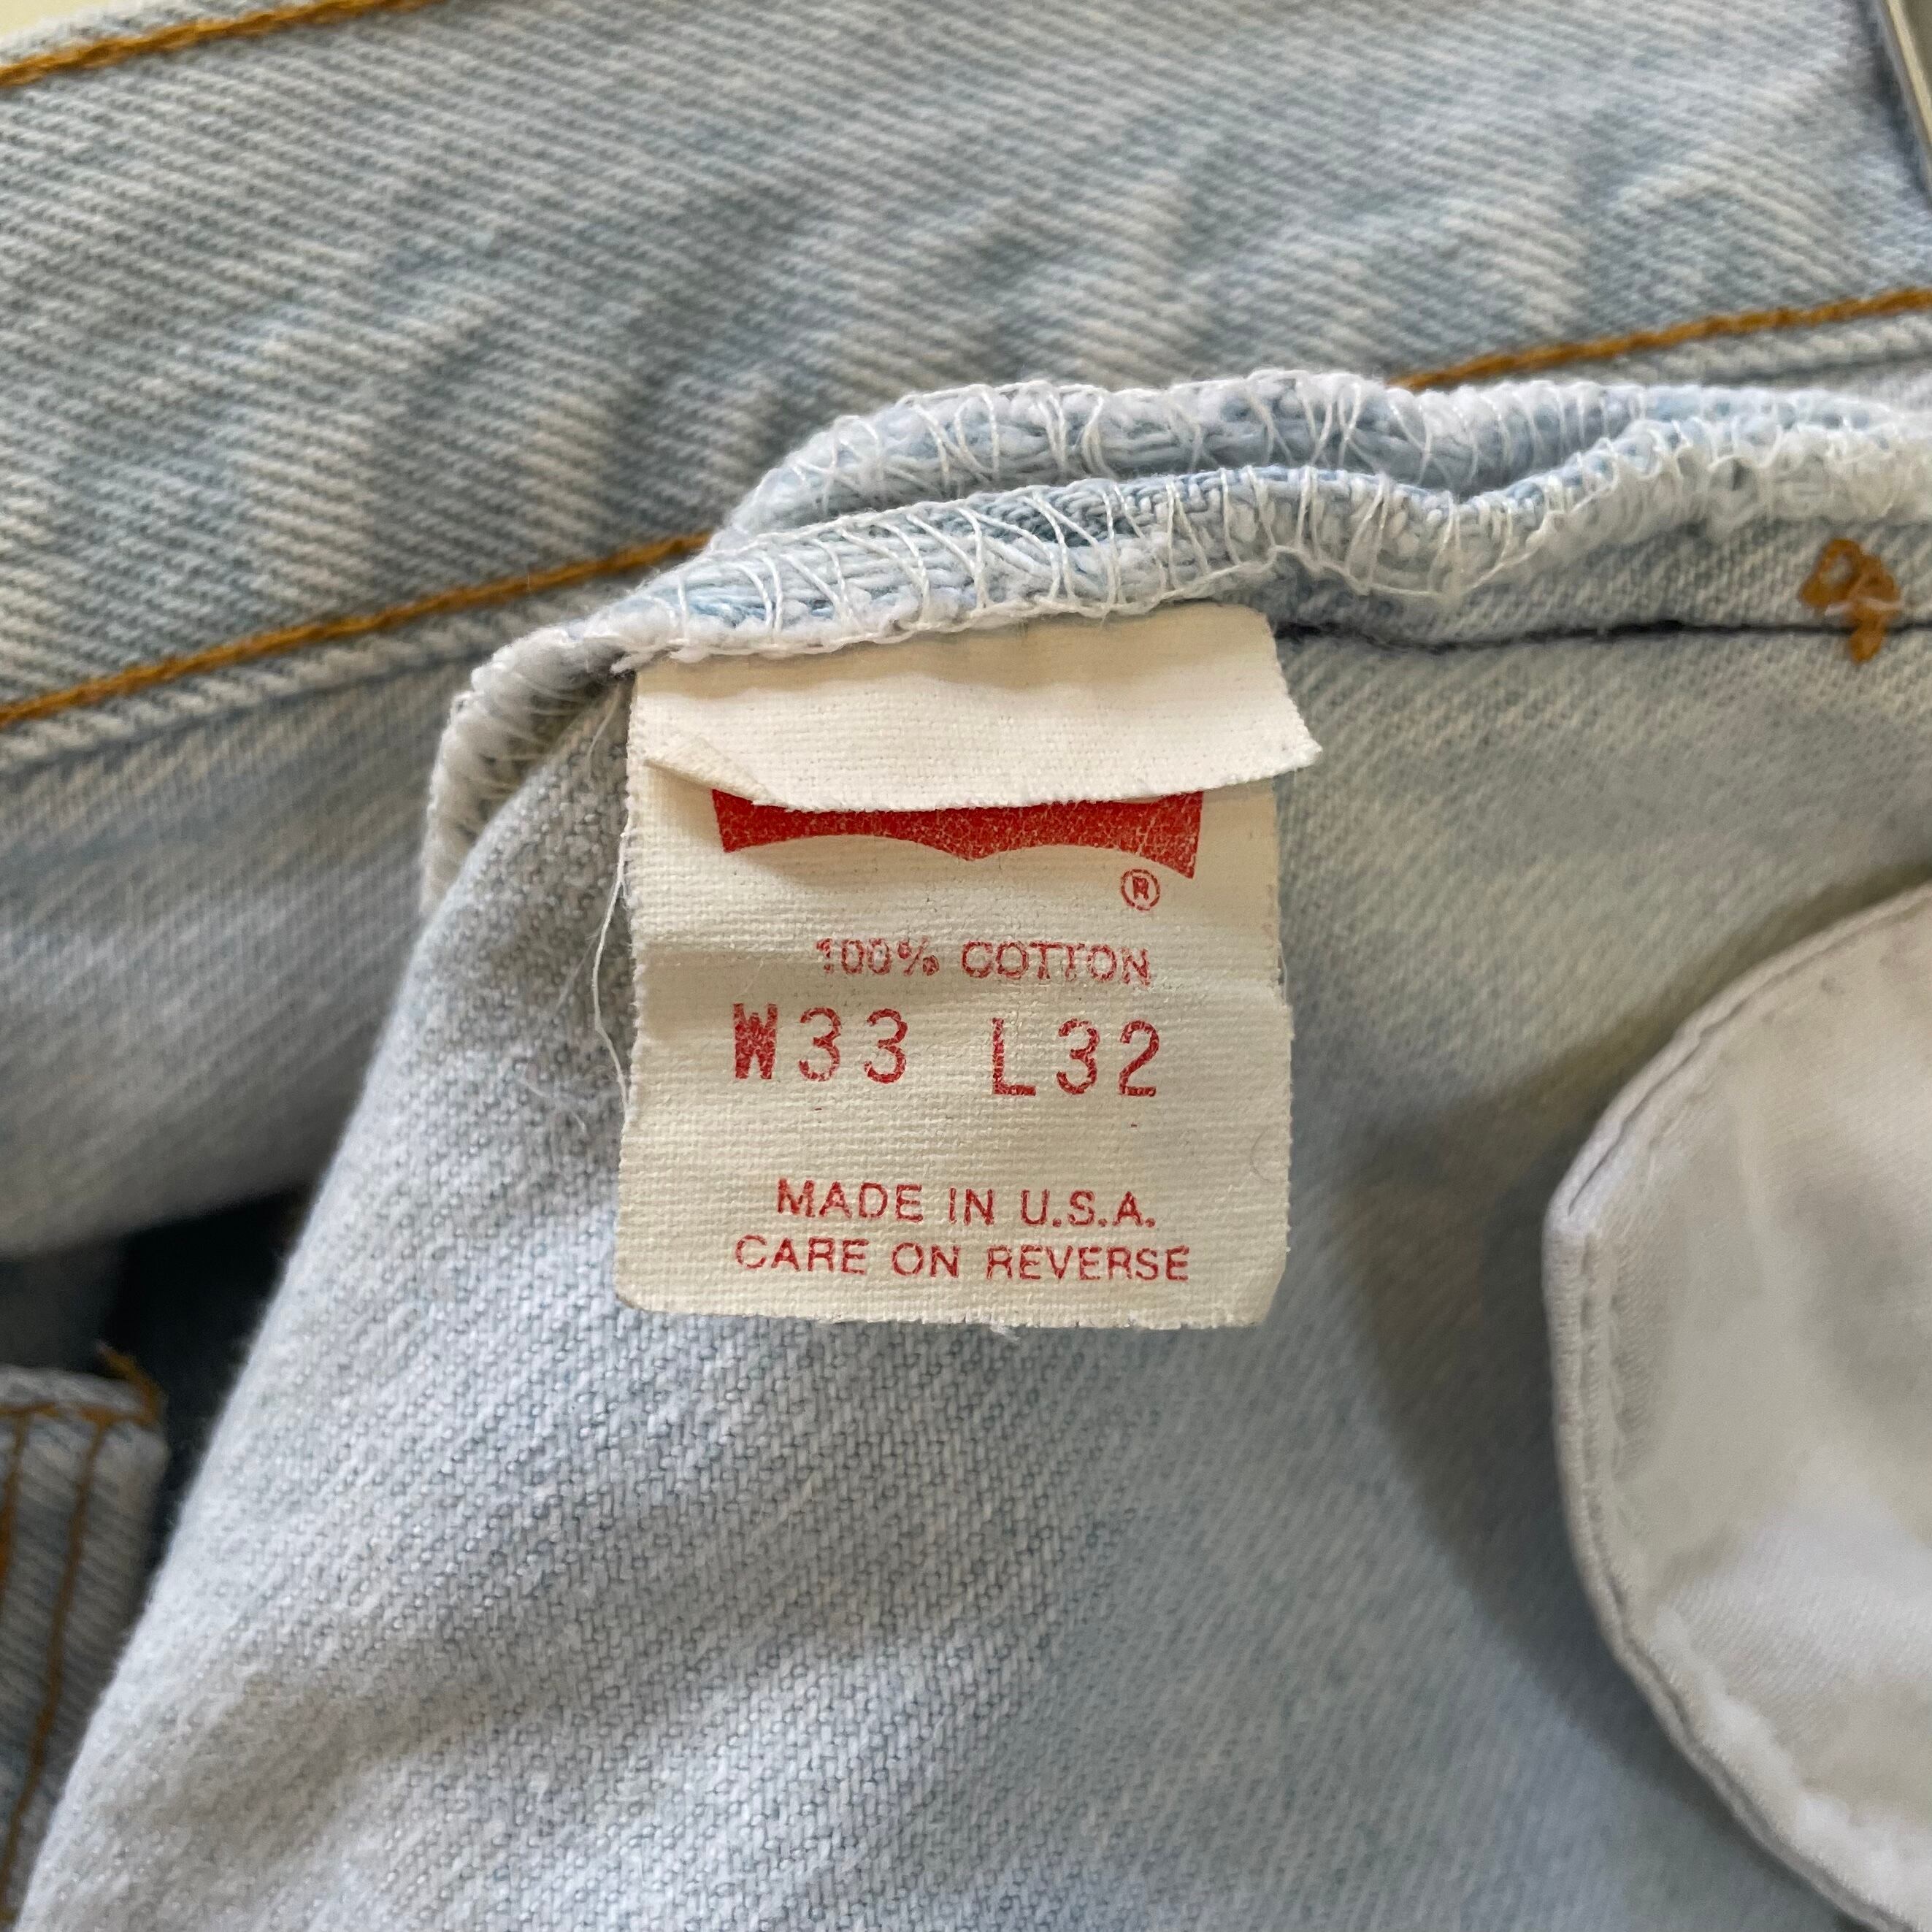 ®
100% COTTON
W33 L32
MADE IN U.S.A.
CARE ON REVERSE